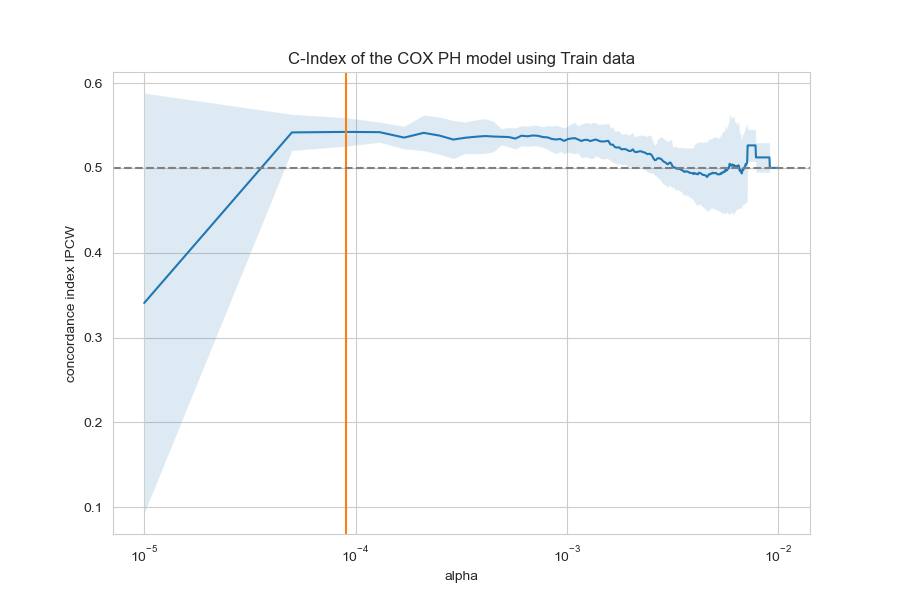 C-Index of the COX PH model using Train data
concordance index IPCW
0.6
0.5
0.4
0.3
0.2
0.1
10⁻⁵ 10⁻⁴ 10⁻³ 10⁻²
alpha